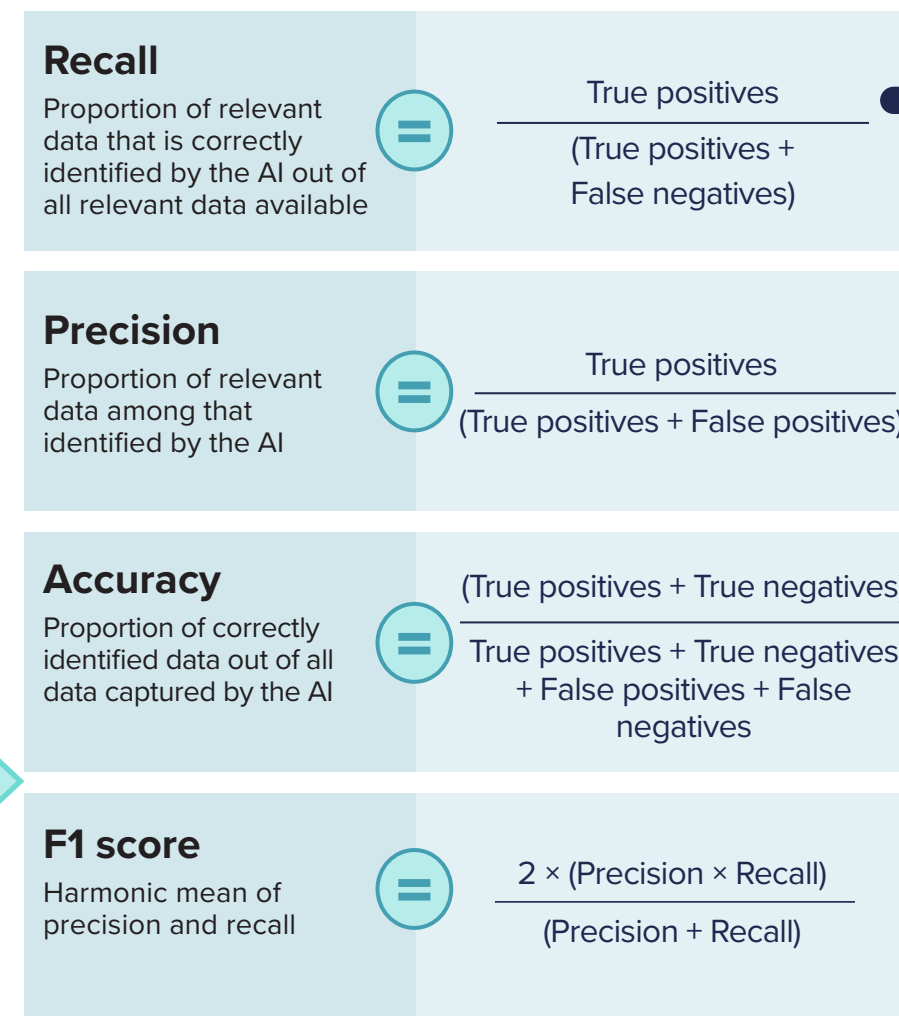 Recall
Proportion of relevant
data that is correctly
identified by the AI out of
all relevant data available
=
True positives
(True positives +
False negatives)
Precision
Proportion of relevant
data among that
identified by the AI
=
True positives
(True positives + False positives)
Accuracy
Proportion of correctly
identified data out of all
data captured by the AI
=
(True positives + True negatives)
True positives + True negatives
+ False positives + False
negatives
F1 score
Harmonic mean of
precision and recall
=
2 × (Precision × Recall)
(Precision + Recall)